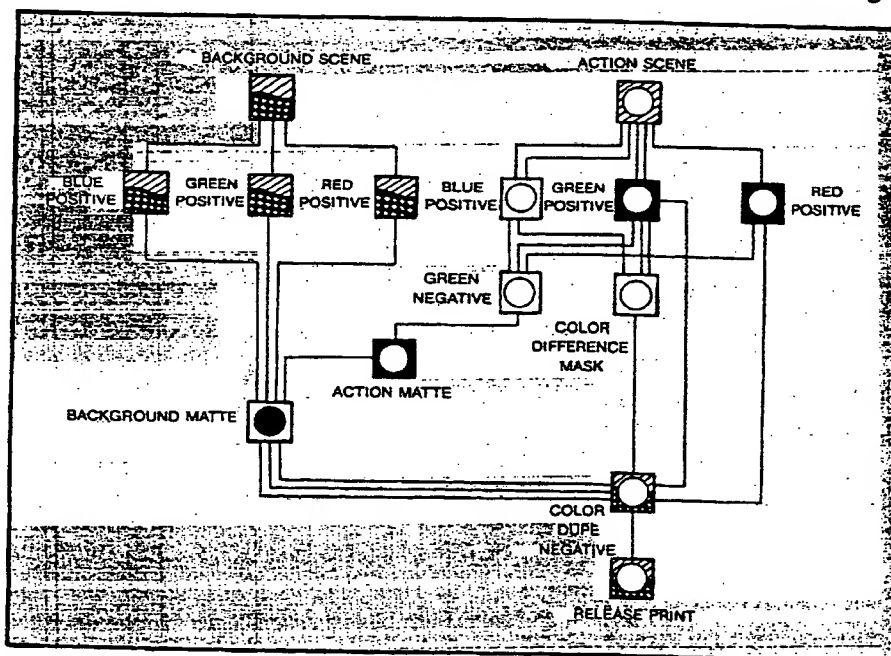 BACKGROUND SCENE
ACTION SCENE
BLUE
POSITIVE
GREEN
POSITIVE
RED
POSITIVE
BLUE
POSITIVE
GREEN
POSITIVE
RED
POSITIVE
GREEN
NEGATIVE
COLOR
DIFFERENCE
MASK
ACTION MATTE
BACKGROUND MATTE
COLOR
DUPE
NEGATIVE
RELEASE PRINT